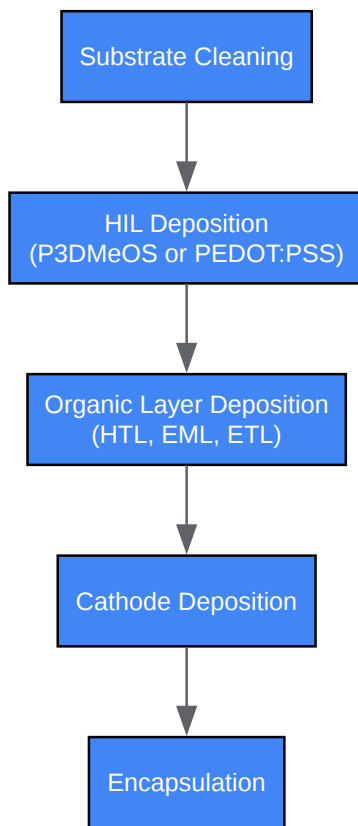 Substrate Cleaning
HIL Deposition
(P3DMeOS or PEDOT:PSS)
Organic Layer Deposition
(HTL, EML, ETL)
Cathode Deposition
Encapsulation